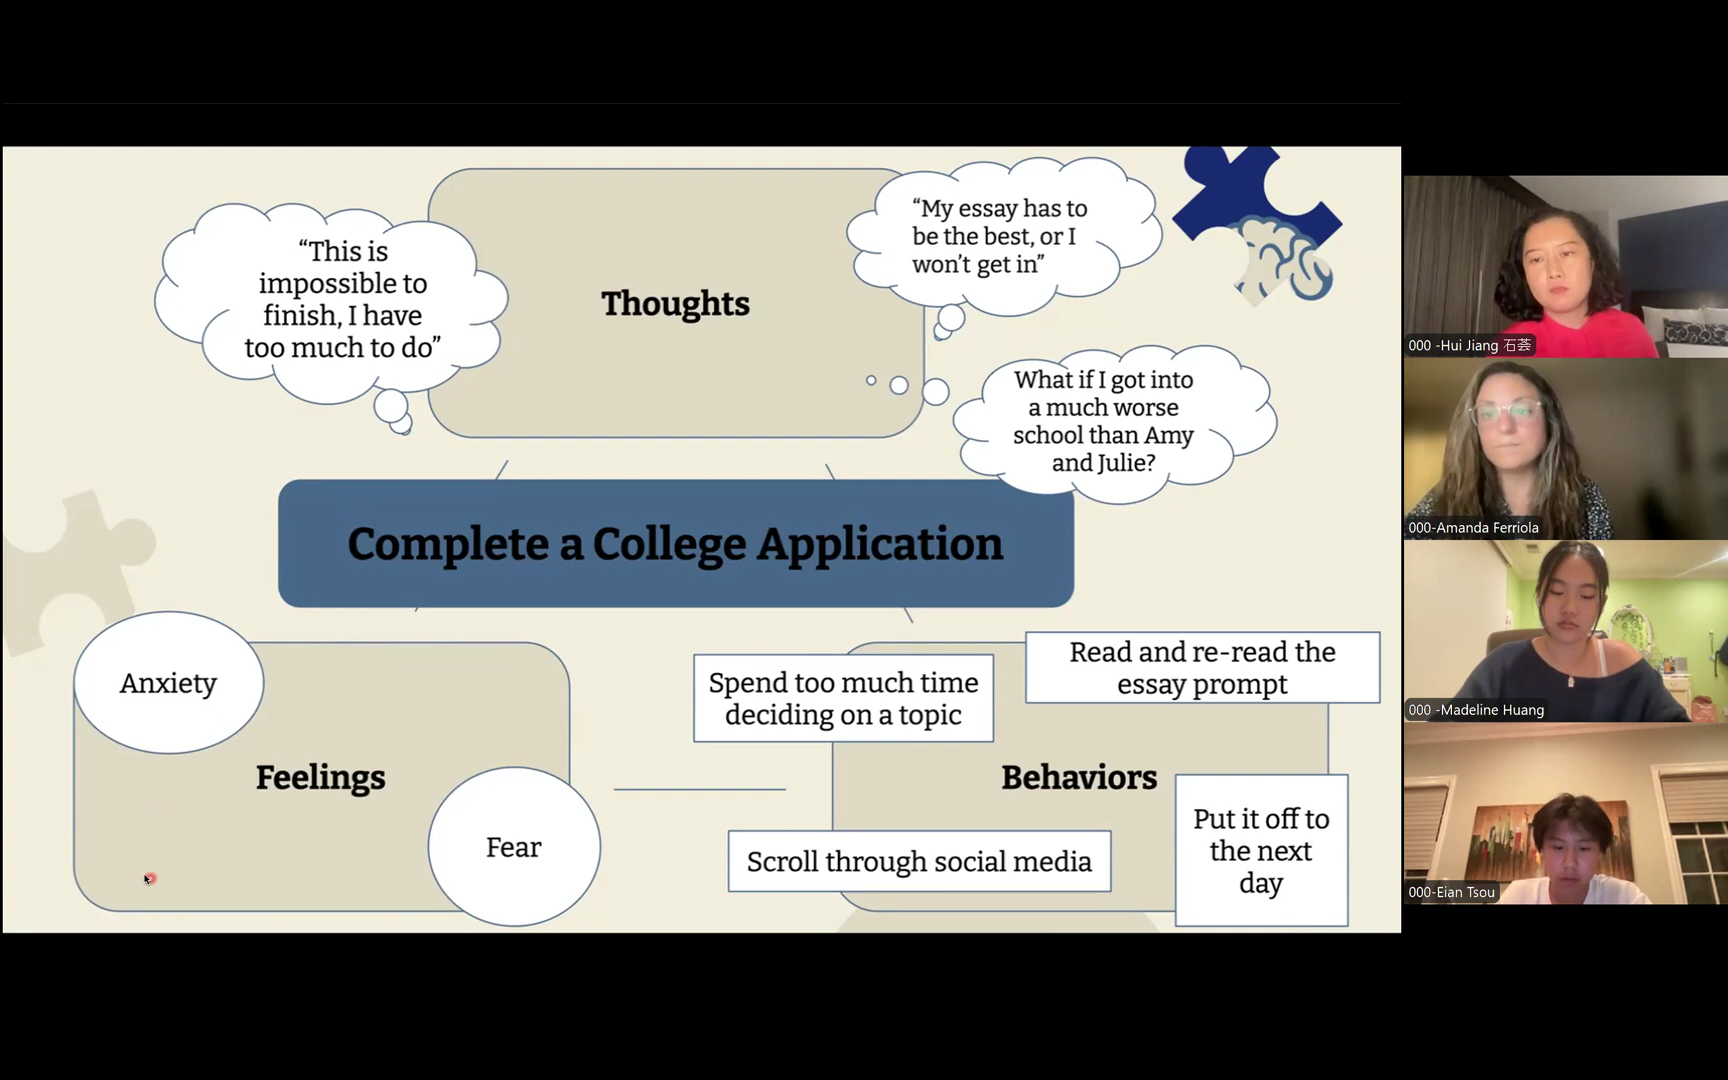 “This is
impossible to
finish, I have
too much to do”
Thoughts
“My essay has to
be the best, or I
won’t get in”
What if I got into
a much worse
school than Amy
and Julie?
Complete a College Application
Anxiety
Feelings
Fear
Spend too much time
deciding on a topic
Read and re-read the
essay prompt
Behaviors
Scroll through social media
Put it off to
the next
day
000 -Hui Jiang 石荟
000-Amanda Ferriola
000 -Madeline Huang
000-Eian Tsou